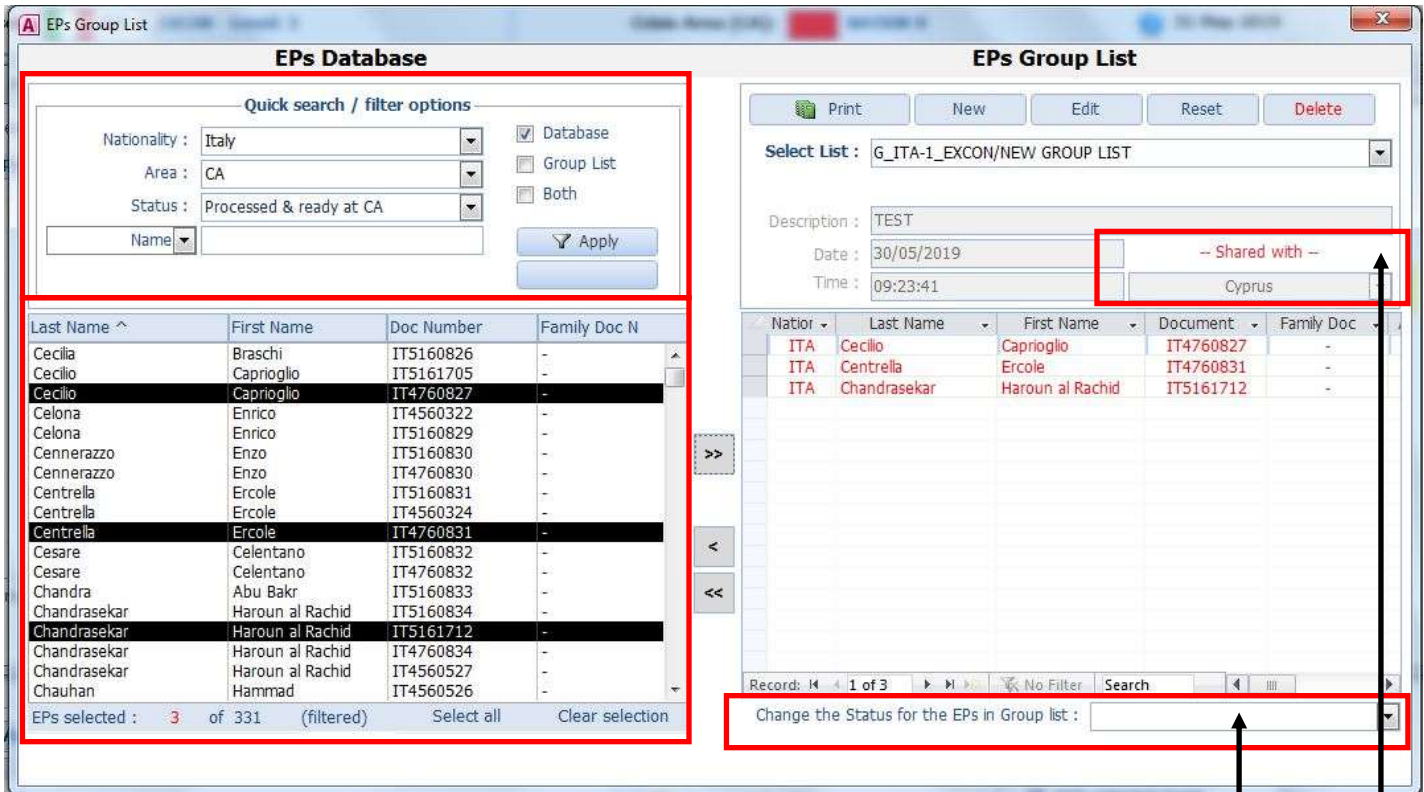 EPs Group List
EPs Database
Quick search / filter options
Nationality : Italy
Area : CA
Status : Processed & ready at CA
Name
Database
Group List
Both
Apply
Last Name ^ First Name Doc Number Family Doc N
Cecilia Braschi IT5160826 -
Cecilio Caprioglio IT5161705 -
Cecilio Caprioglio IT4760827 -
Celona Enrico IT4560322 -
Celona Enrico IT5160829 -
Cennerazzo Enzo IT5160830 -
Cennerazzo Enzo IT4760830 -
Centrella Ercole IT5160831 -
Centrella Ercole IT4560324 -
Centrella Ercole IT4760831 -
Cesare Celentano IT5160832 -
Cesare Celentano IT4760832 -
Chandra Abu Bakr IT5160833 -
Chandrasekar Haroun al Rachid IT5160834 -
Chandrasekar Haroun al Rachid IT5161712 -
Chandrasekar Haroun al Rachid IT4760834 -
Chandrasekar Haroun al Rachid IT4560527 -
Chauhan Hammad IT4560526 -
EPs selected : 3 of 331 (filtered) Select all Clear selection
>>
<
<<
EPs Group List
Print New Edit Reset Delete
Select List : G_ITA-1_EXCON/NEW GROUP LIST
Description : TEST
Date : 30/05/2019
Time : 09:23:41
-- Shared with --
Cyprus
Natior Last Name First Name Document Family Doc
ITA Cecilio Caprioglio IT4760827 -
ITA Centrella Ercole IT4760831 -
ITA Chandrasekar Haroun al Rachid IT5161712 -
Record: 1 of 3 No Filter Search
Change the Status for the EPs in Group list :